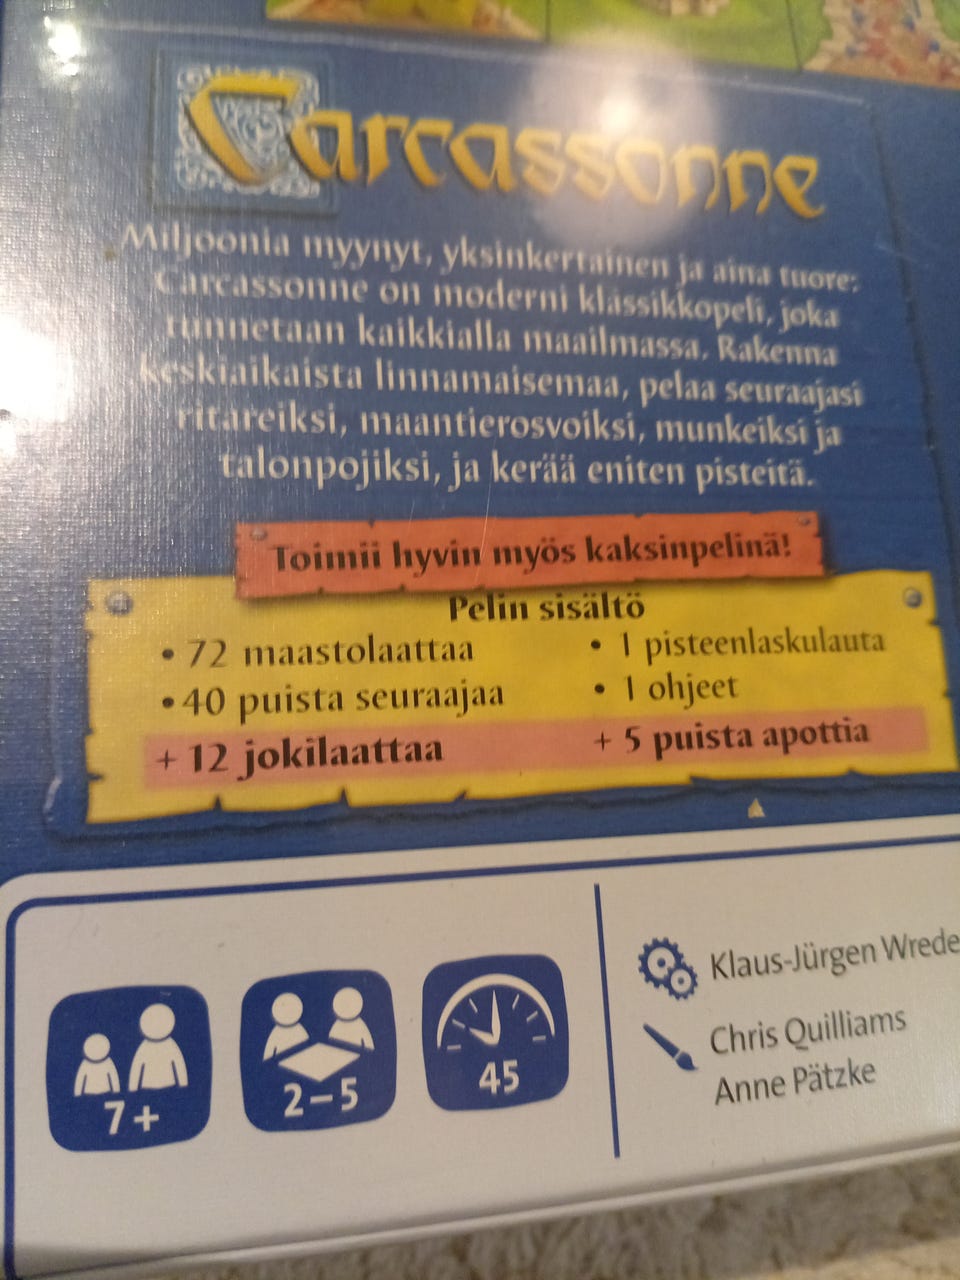 Carcassonne
Miljoonia myynyt, yksinkertainen ja aina tuore:
Carcassonne on moderni klassikkopeli, joka
tunnetaan kaikkialla maailmassa. Rakenna
keskiaikaista linnamaisemaa, pelaa seuraajasi
ritareiksi, maantierosvoiksi, munkeiksi ja
talonpojiksi, ja kerää eniten pisteitä.
Toimii hyvin myös kaksinpelinä!
Pelin sisältö
• 72 maastolaattaa
• 40 puista seuraajaa
+ 12 jokilaattaa
• 1 pisteenlaskulauta
• 1 ohjeet
+ 5 puista apottia
7+
2–5
45
Klaus-Jürgen Wrede
Chris Quilliams
Anne Pätzke